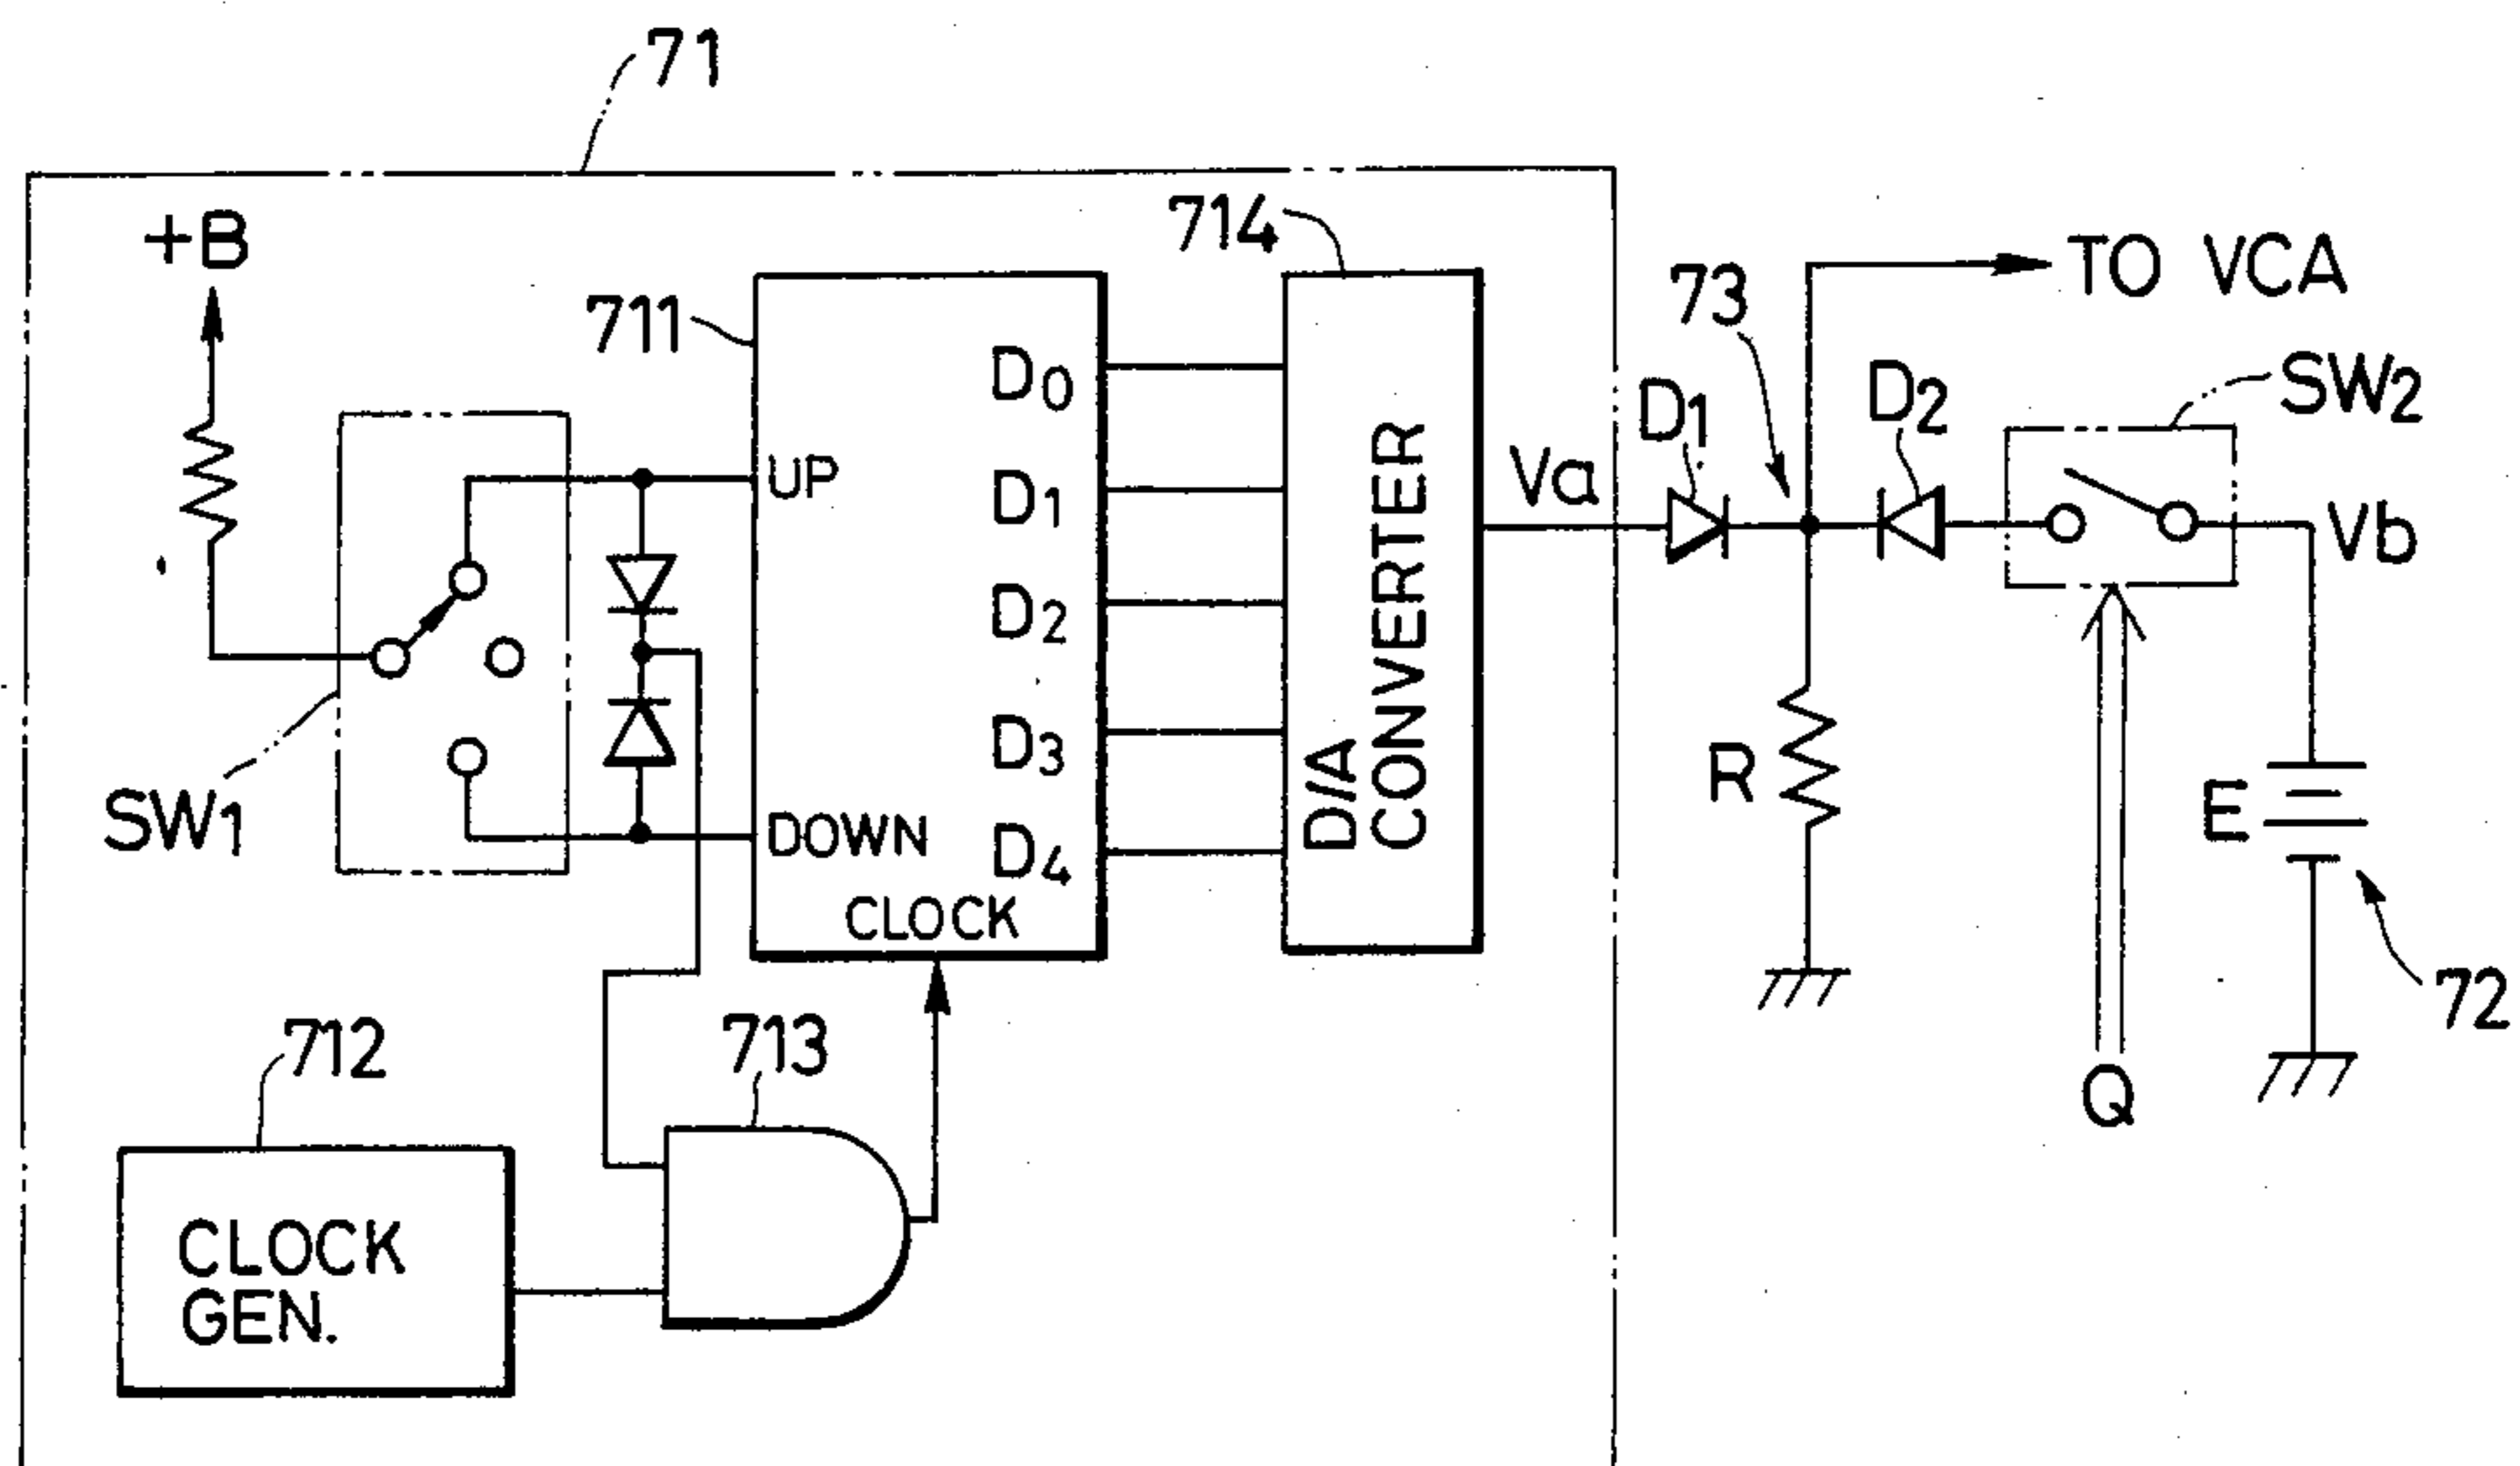 71
+B
711
714
73
TO VCA
SW2
D0
D1
D2
D3
D4
UP
DOWN
CLOCK
D/A
CONVERTER
Va
D1
D2
Vb
SW1
R
E
72
Q
712
713
CLOCK
GEN.